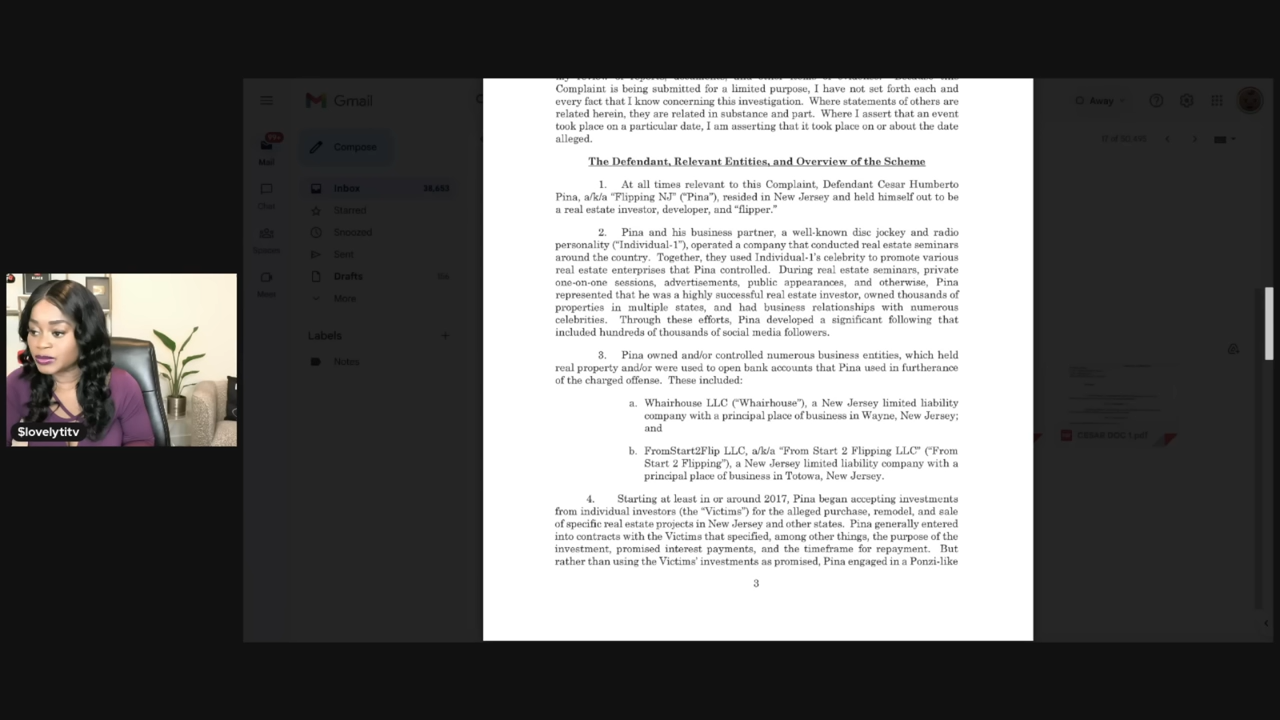 Complaint is being submitted for a limited purpose, I have not set forth each and
every fact that I know concerning this investigation. Where statements of others are
related herein, they are related in substance and part. Where I assert that an event
took place on a particular date, I am asserting that it took place on or about the date
alleged.
The Defendant, Relevant Entities, and Overview of the Scheme
1. At all times relevant to this Complaint, Defendant Cesar Humberto
Pina, a/k/a “Flipping NJ” (“Pina”), resided in New Jersey and held himself out to be
a real estate investor, developer, and “flipper.”
2. Pina and his business partner, a well-known disc jockey and radio
personality (“Individual-1”), operated a company that conducted real estate seminars
around the country. Together, they used Individual-1’s celebrity to promote various
real estate enterprises that Pina controlled. During real estate seminars, private
one-on-one sessions, advertisements, public appearances, and otherwise, Pina
represented that he was a highly successful real estate investor, owned thousands of
properties in multiple states, and had business relationships with numerous
celebrities. Through these efforts, Pina developed a significant following that
included hundreds of thousands of social media followers.
3. Pina owned and/or controlled numerous business entities, which held
real property and/or were used to open bank accounts that Pina used in furtherance
of the charged offense. These included:
a. Whairhouse LLC (“Whairhouse”), a New Jersey limited liability
company with a principal place of business in Wayne, New Jersey;
and
b. FromStart2Flip LLC, a/k/a “From Start 2 Flipping LLC” (“From
Start 2 Flipping”), a New Jersey limited liability company with a
principal place of business in Totowa, New Jersey.
4. Starting at least in or around 2017, Pina began accepting investments
from individual investors (the “Victims”) for the alleged purchase, remodel, and sale
of specific real estate projects in New Jersey and other states. Pina generally entered
into contracts with the Victims that specified, among other things, the purpose of the
investment, promised interest payments, and the timeframe for repayment. But
rather than using the Victims’ investments as promised, Pina engaged in a Ponzi-like
3
Gmail
Compose
Mail
Chat
Meet
Inbox
Starred
Snoozed
Sent
Drafts
More
Labels
Notes
Away
CESAR DOC 1.pdf
$lovelytitv